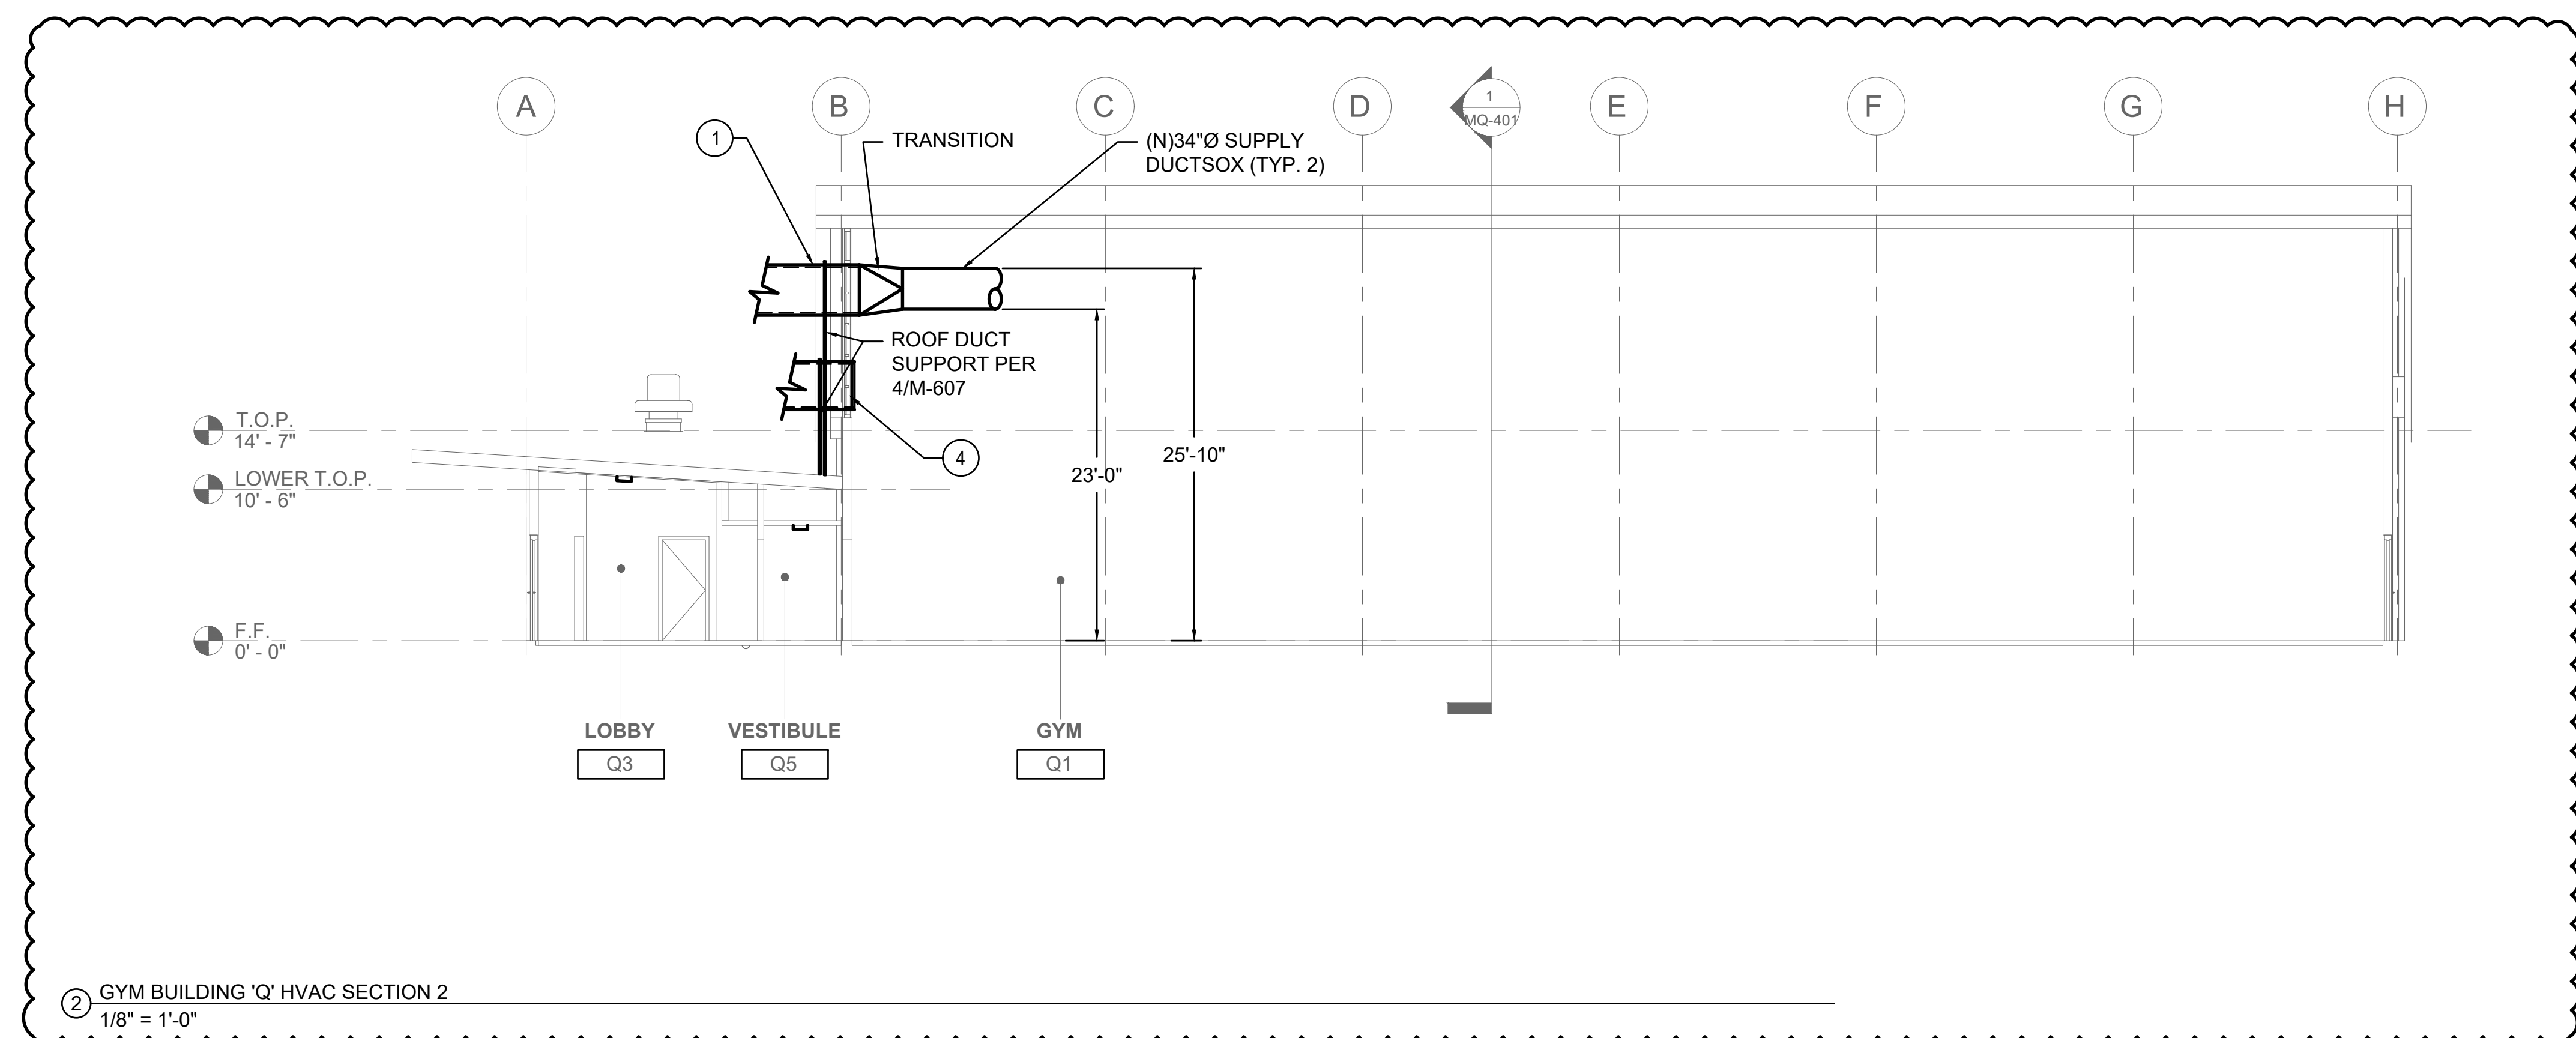 A
B
C
D
1
MQ-401
E
F
G
H
1
TRANSITION
(N)34"Ø SUPPLY
DUCTSOX (TYP. 2)
ROOF DUCT
SUPPORT PER
4/M-607
T.O.P.
14' - 7"
4
25'-10"
23'-0"
LOWER T.O.P.
10' - 6"
F.F.
0' - 0"
LOBBY
Q3
VESTIBULE
Q5
GYM
Q1
2
GYM BUILDING 'Q' HVAC SECTION 2
1/8" = 1'-0"